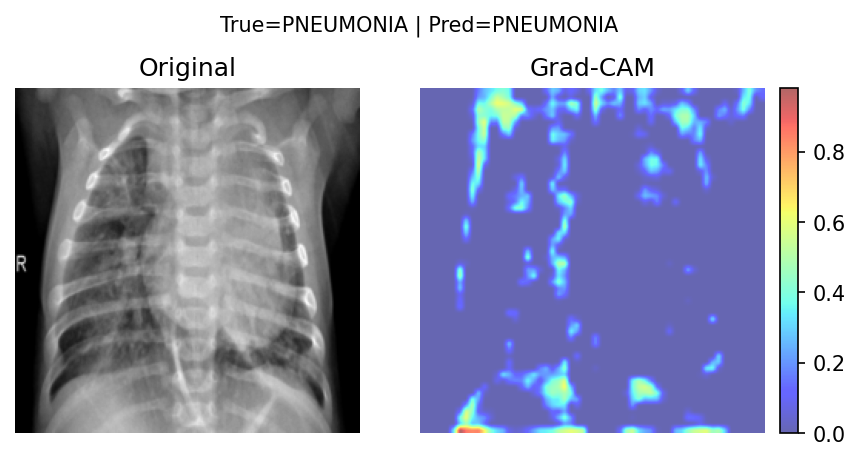 True=PNEUMONIA | Pred=PNEUMONIA
Original
Grad-CAM
R
0.8
0.6
0.4
0.2
0.0